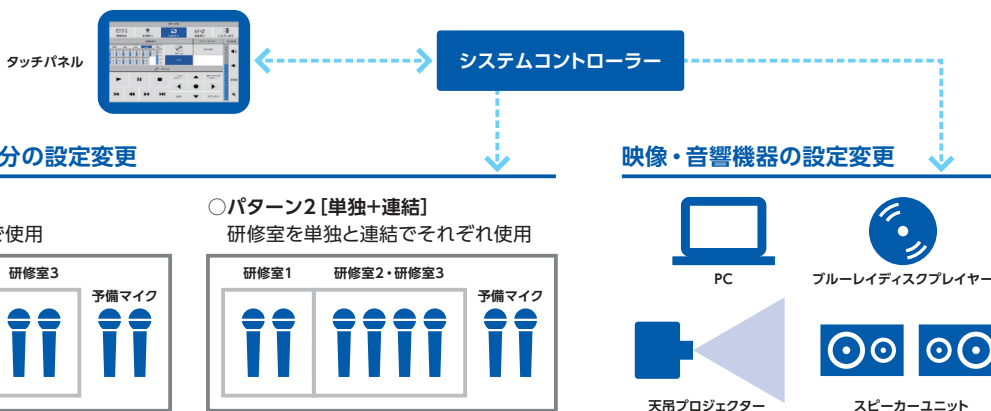 タッチパネル
システムコントローラー
分の設定変更
映像・音響機器の設定変更
○パターン2［単独+連結］
で使用
研修室を単独と連結でそれぞれ使用
研修室3
予備マイク
研修室1
研修室2・研修室3
予備マイク
PC
ブルーレイディスクプレイヤー
天吊プロジェクター
スピーカーユニット